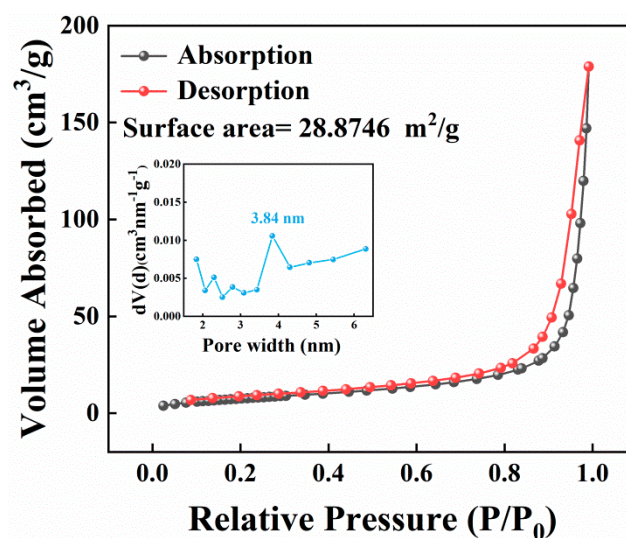 200
150
100
50
0
Volume Absorbed (cm³/g)
Absorption
Desorption
Surface area= 28.8746 m²/g
0.020
0.015
0.010
0.005
0.000
dV(d)(cm³nm⁻¹g⁻¹)
3.84 nm
2 3 4 5 6
Pore width (nm)
0.0 0.2 0.4 0.6 0.8 1.0
Relative Pressure (P/P₀)